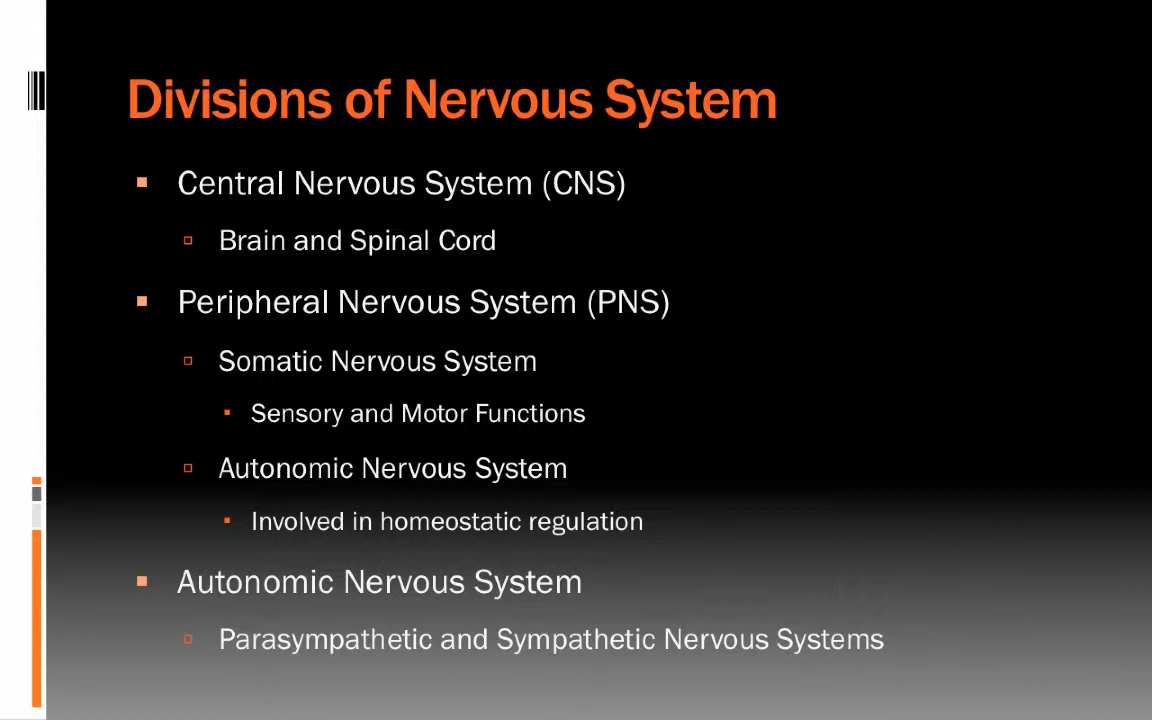 Divisions of Nervous System
Central Nervous System (CNS)
Brain and Spinal Cord
Peripheral Nervous System (PNS)
Somatic Nervous System
Sensory and Motor Functions
Autonomic Nervous System
Involved in homeostatic regulation
Autonomic Nervous System
Parasympathetic and Sympathetic Nervous Systems